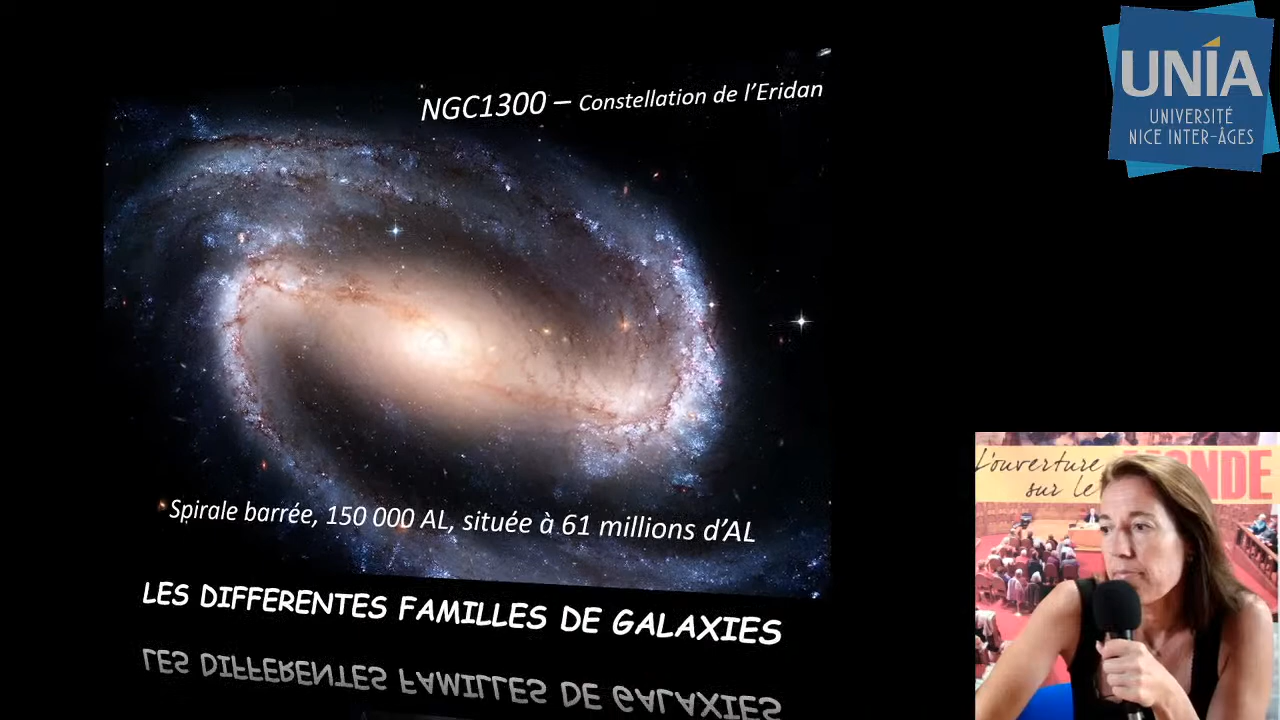 NGC1300 – Constellation de l'Eridan
Spirale barrée, 150 000 AL, située à 61 millions d'AL
LES DIFFERENTES FAMILLES DE GALAXIES
LES DIFFERENTES FAMILLES DE GALAXIES
UNIA
UNIVERSITÉ
NICE INTER-ÂGES
L'ouverture
sur le MONDE